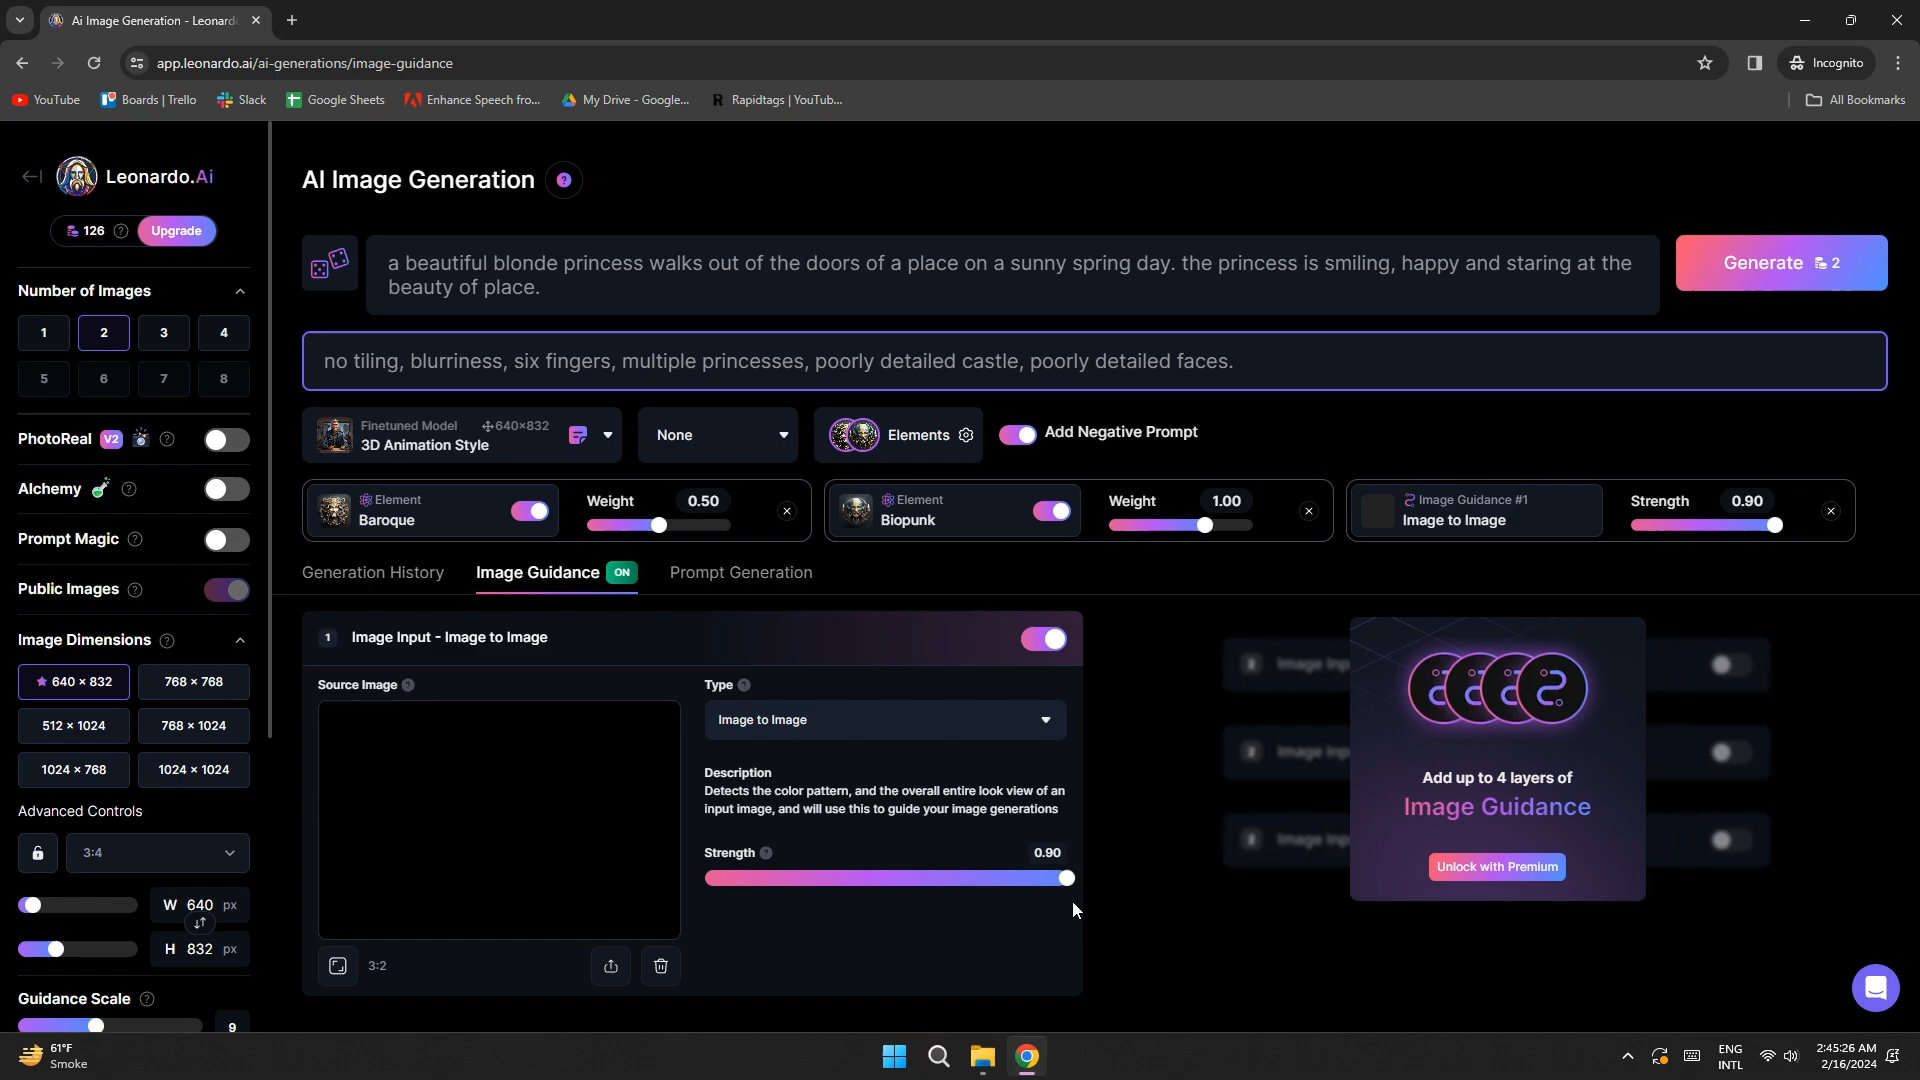 Ai Image Generation - Leonard
app.leonardo.ai/ai-generations/image-guidance
Incognito
YouTube
Boards | Trello
Slack
Google Sheets
Enhance Speech fro...
My Drive - Google...
Rapidtags | YouTub...
All Bookmarks
Leonardo.Ai
126
Upgrade
Number of Images
1 2 3 4
5 6 7 8
PhotoReal V2
Alchemy
Prompt Magic
Public Images
Image Dimensions
640 × 832 768 × 768
512 × 1024 768 × 1024
1024 × 768 1024 × 1024
Advanced Controls
3:4
W 640 px
H 832 px
Guidance Scale
9
AI Image Generation
a beautiful blonde princess walks out of the doors of a place on a sunny spring day. the princess is smiling, happy and staring at the
beauty of place.
Generate 2
no tiling, blurriness, six fingers, multiple princesses, poorly detailed castle, poorly detailed faces.
Finetuned Model 640×832
3D Animation Style
None
Elements
Add Negative Prompt
Element
Baroque
Weight 0.50
Element
Biopunk
Weight 1.00
Image Guidance #1
Image to Image
Strength 0.90
Generation History
Image Guidance ON
Prompt Generation
1 Image Input - Image to Image
Source Image
3:2
Type
Image to Image
Description
Detects the color pattern, and the overall entire look view of an
input image, and will use this to guide your image generations
Strength 0.90
2 Image Inp
2 Image Inp
Image Inp
Add up to 4 layers of
Image Guidance
Unlock with Premium
61°F
Smoke
ENG
INTL
2:45:26 AM
2/16/2024